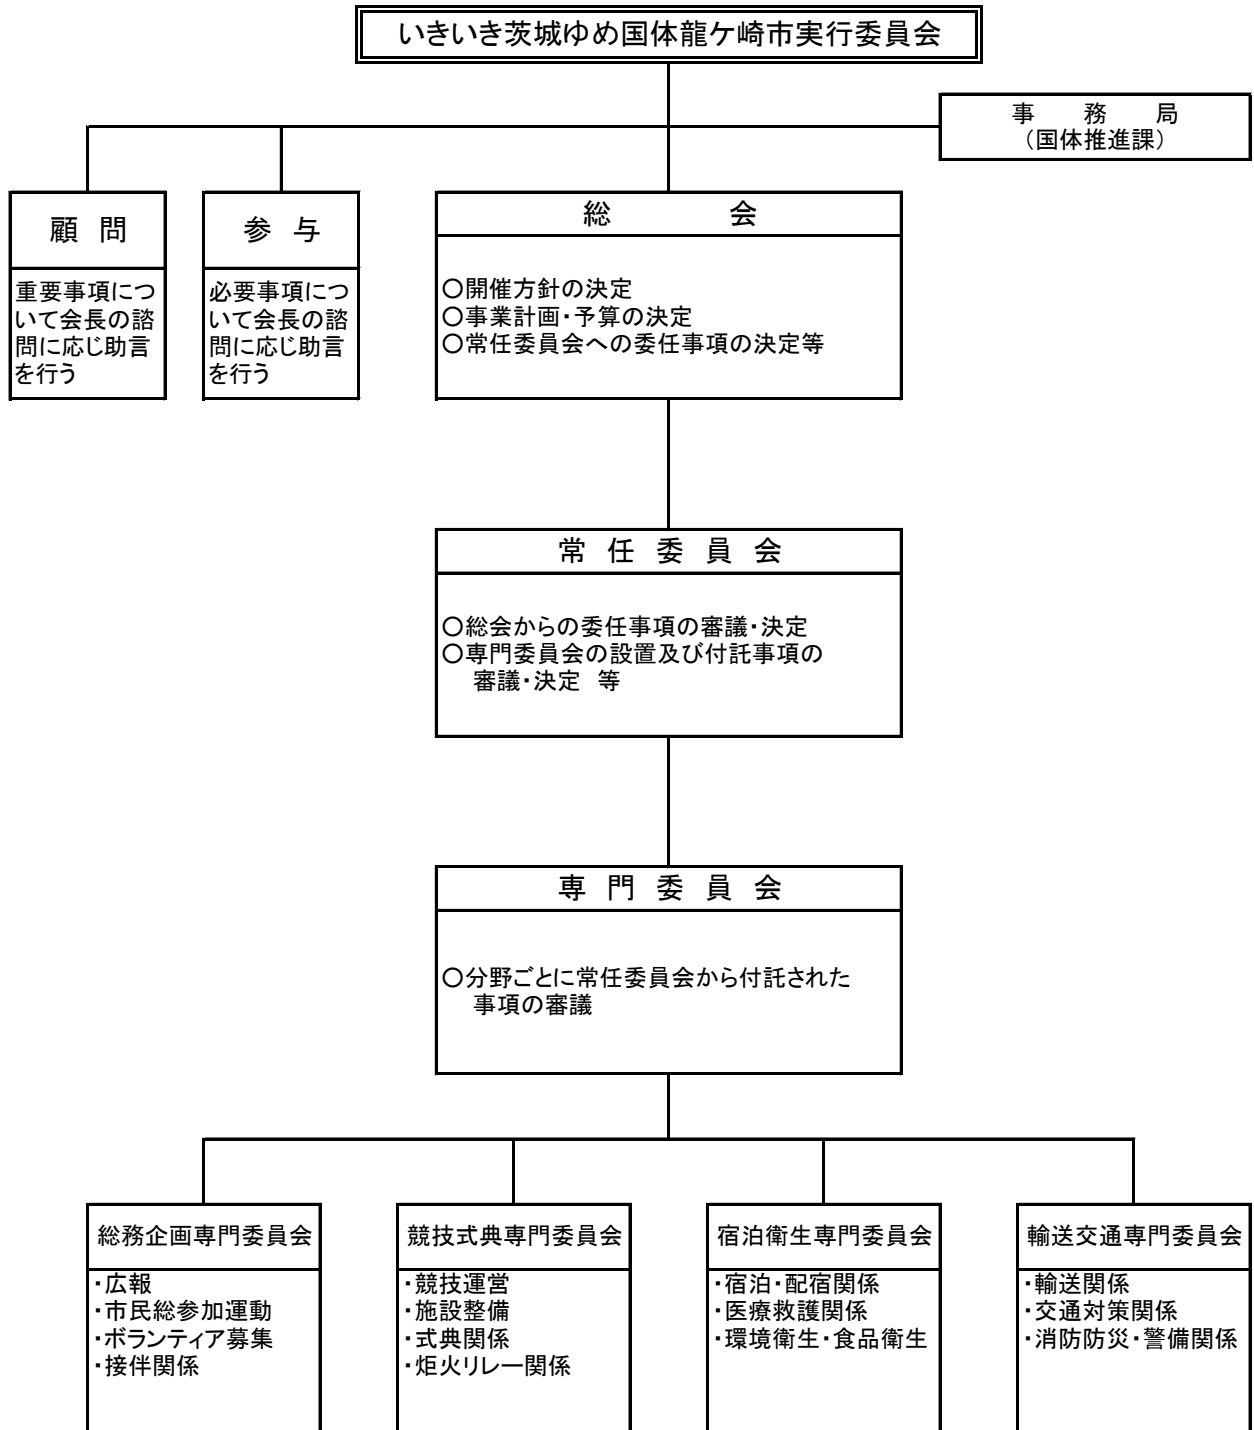 いきいき茨城ゆめ国体龍ケ崎市実行委員会
事　務　局
（国体推進課）
顧　問
重要事項につ
いて会長の諮
問に応じ助言
を行う
参　与
必要事項につ
いて会長の諮
問に応じ助言
を行う
総　　　会
○開催方針の決定
○事業計画・予算の決定
○常任委員会への委任事項の決定等
常　任　委　員　会
○総会からの委任事項の審議・決定
○専門委員会の設置及び付託事項の
審議・決定　等
専　門　委　員　会
○分野ごとに常任委員会から付託された
事項の審議
総務企画専門委員会
・広報
・市民総参加運動
・ボランティア募集
・接伴関係
競技式典専門委員会
・競技運営
・施設整備
・式典関係
・炬火リレー関係
宿泊衛生専門委員会
・宿泊・配宿関係
・医療救護関係
・環境衛生・食品衛生
輸送交通専門委員会
・輸送関係
・交通対策関係
・消防防災・警備関係